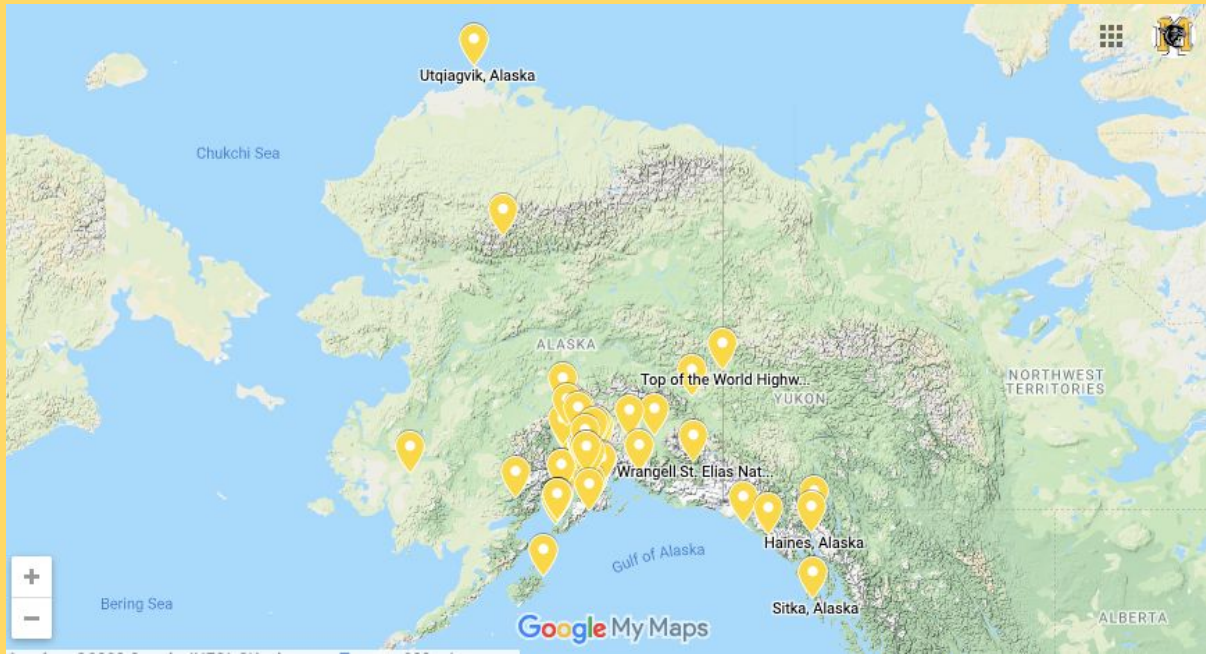 Utqiagvik, Alaska
Chukchi Sea
ALASKA
Top of the World Highw...
YUKON
NORTHWEST
TERRITORIES
Wrangell St. Elias Nat...
Haines, Alaska
Gulf of Alaska
Sitka, Alaska
Bering Sea
ALBERTA
+
−
Google My Maps